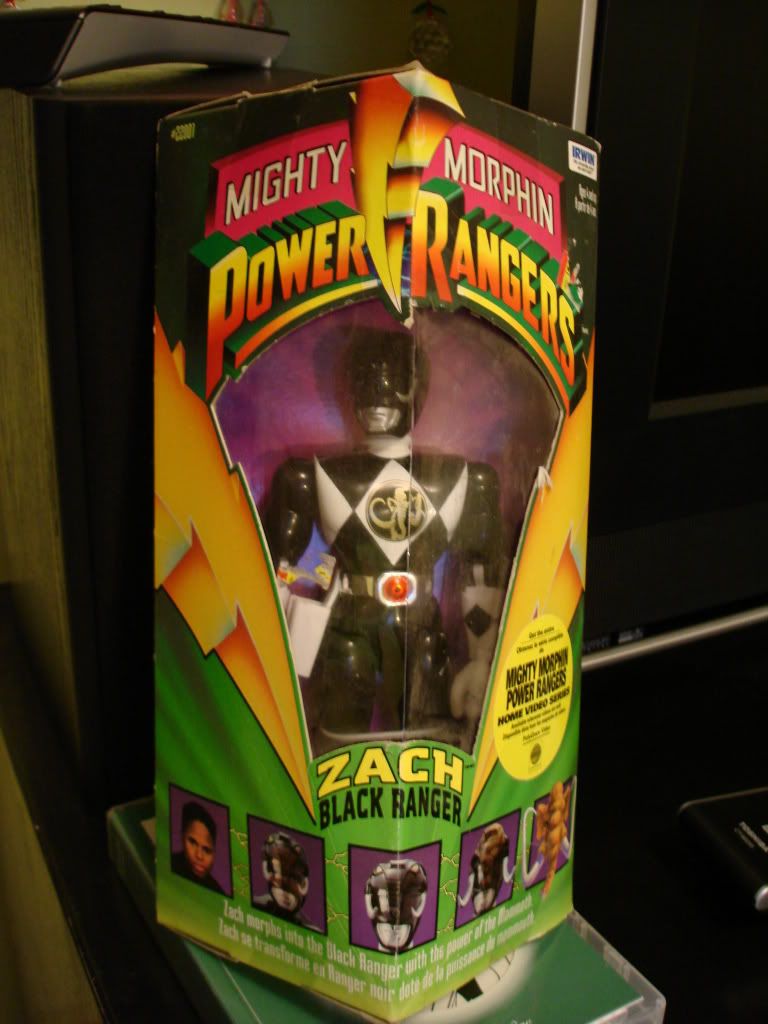 #33001
IRWIN
MIGHTY MORPHIN
POWER RANGERS
MIGHTY MORPHIN
POWER RANGERS
HOME VIDEO SERIES
ZACH
BLACK RANGER
Zach morphs into the Black Ranger with the power of the Mammoth.
Zach se transforme en Ranger noir doté de la puissance du mammouth.